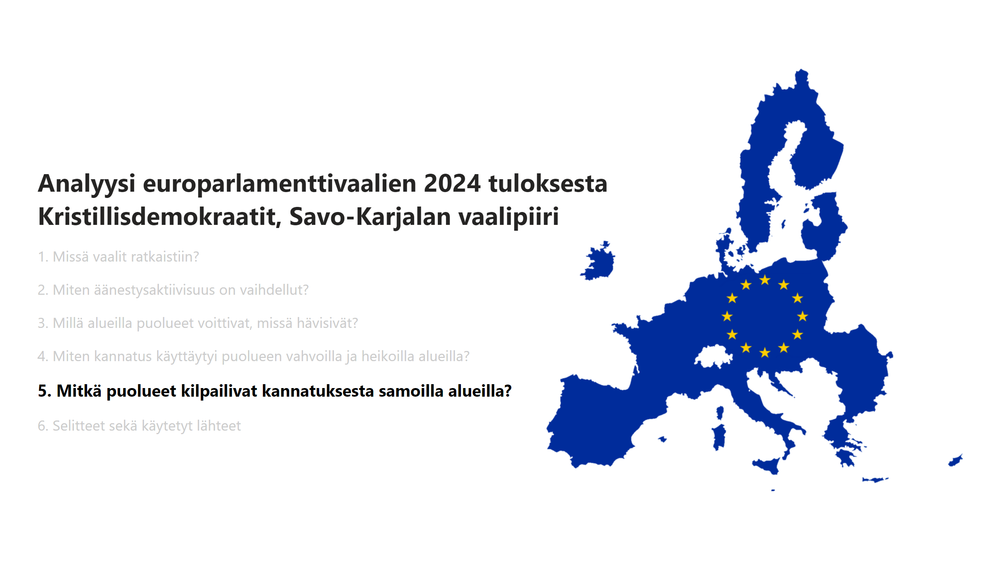 Analyysi europarlamenttivaalien 2024 tuloksesta
Kristillisdemokraatit, Savo-Karjalan vaalipiiri
1. Missä vaalit ratkaistiin?
2. Miten äänestysaktiivisuus on vaihdellut?
3. Millä alueilla puolueet voittivat, missä hävisivät?
4. Miten kannatus käyttäytyi puolueen vahvoilla ja heikoilla alueilla?
5. Mitkä puolueet kilpailivat kannatuksesta samoilla alueilla?
6. Selitteet sekä käytetyt lähteet